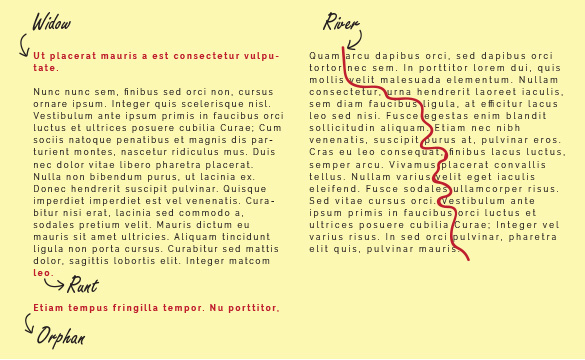 Widow
Ut placerat mauris a est consectetur vulpu-
tate.
Nunc nunc sem, finibus sed orci non, cursus
ornare ipsum. Integer quis scelerisque nisl.
Vestibulum ante ipsum primis in faucibus orci
luctus et ultrices posuere cubilia Curae; Cum
sociis natoque penatibus et magnis dis par-
turient montes, nascetur ridiculus mus. Duis
nec dolor vitae libero pharetra placerat.
Nulla non bibendum purus, ut lacinia ex.
Donec hendrerit suscipit pulvinar. Quisque
imperdiet imperdiet est vel venenatis. Cura-
bitur nisi erat, lacinia sed commodo a,
sodales pretium velit. Mauris dictum eu
mauris sit amet ultricies. Aliquam tincidunt
ligula non porta cursus. Curabitur sed mattis
dolor, sagittis lobortis elit. Integer matcom
leo.
Runt
Etiam tempus fringilla tempor. Nu porttitor,
Orphan
River
Quam arcu dapibus orci, sed dapibus orci
tortor nec sem. In porttitor lorem dui, quis
mollis velit malesuada elementum. Nullam
consectetur, urna hendrerit laoreet iaculis,
sem diam faucibus ligula, at efficitur lacus
leo sed nisi. Fusce egestas enim blandit
sollicitudin aliquam. Etiam nec nibh
venenatis, suscipit purus at, pulvinar eros.
Cras eu leo consequat, finibus lacus luctus,
semper arcu. Vivamus placerat convallis
tellus. Nullam varius velit eget iaculis
eleifend. Fusce sodales ullamcorper risus.
Sed vitae cursus orci. Vestibulum ante
ipsum primis in faucibus orci luctus et
ultrices posuere cubilia Curae; Integer vel
varius risus. In sed orci pulvinar, pharetra
elit quis, pulvinar mauris.